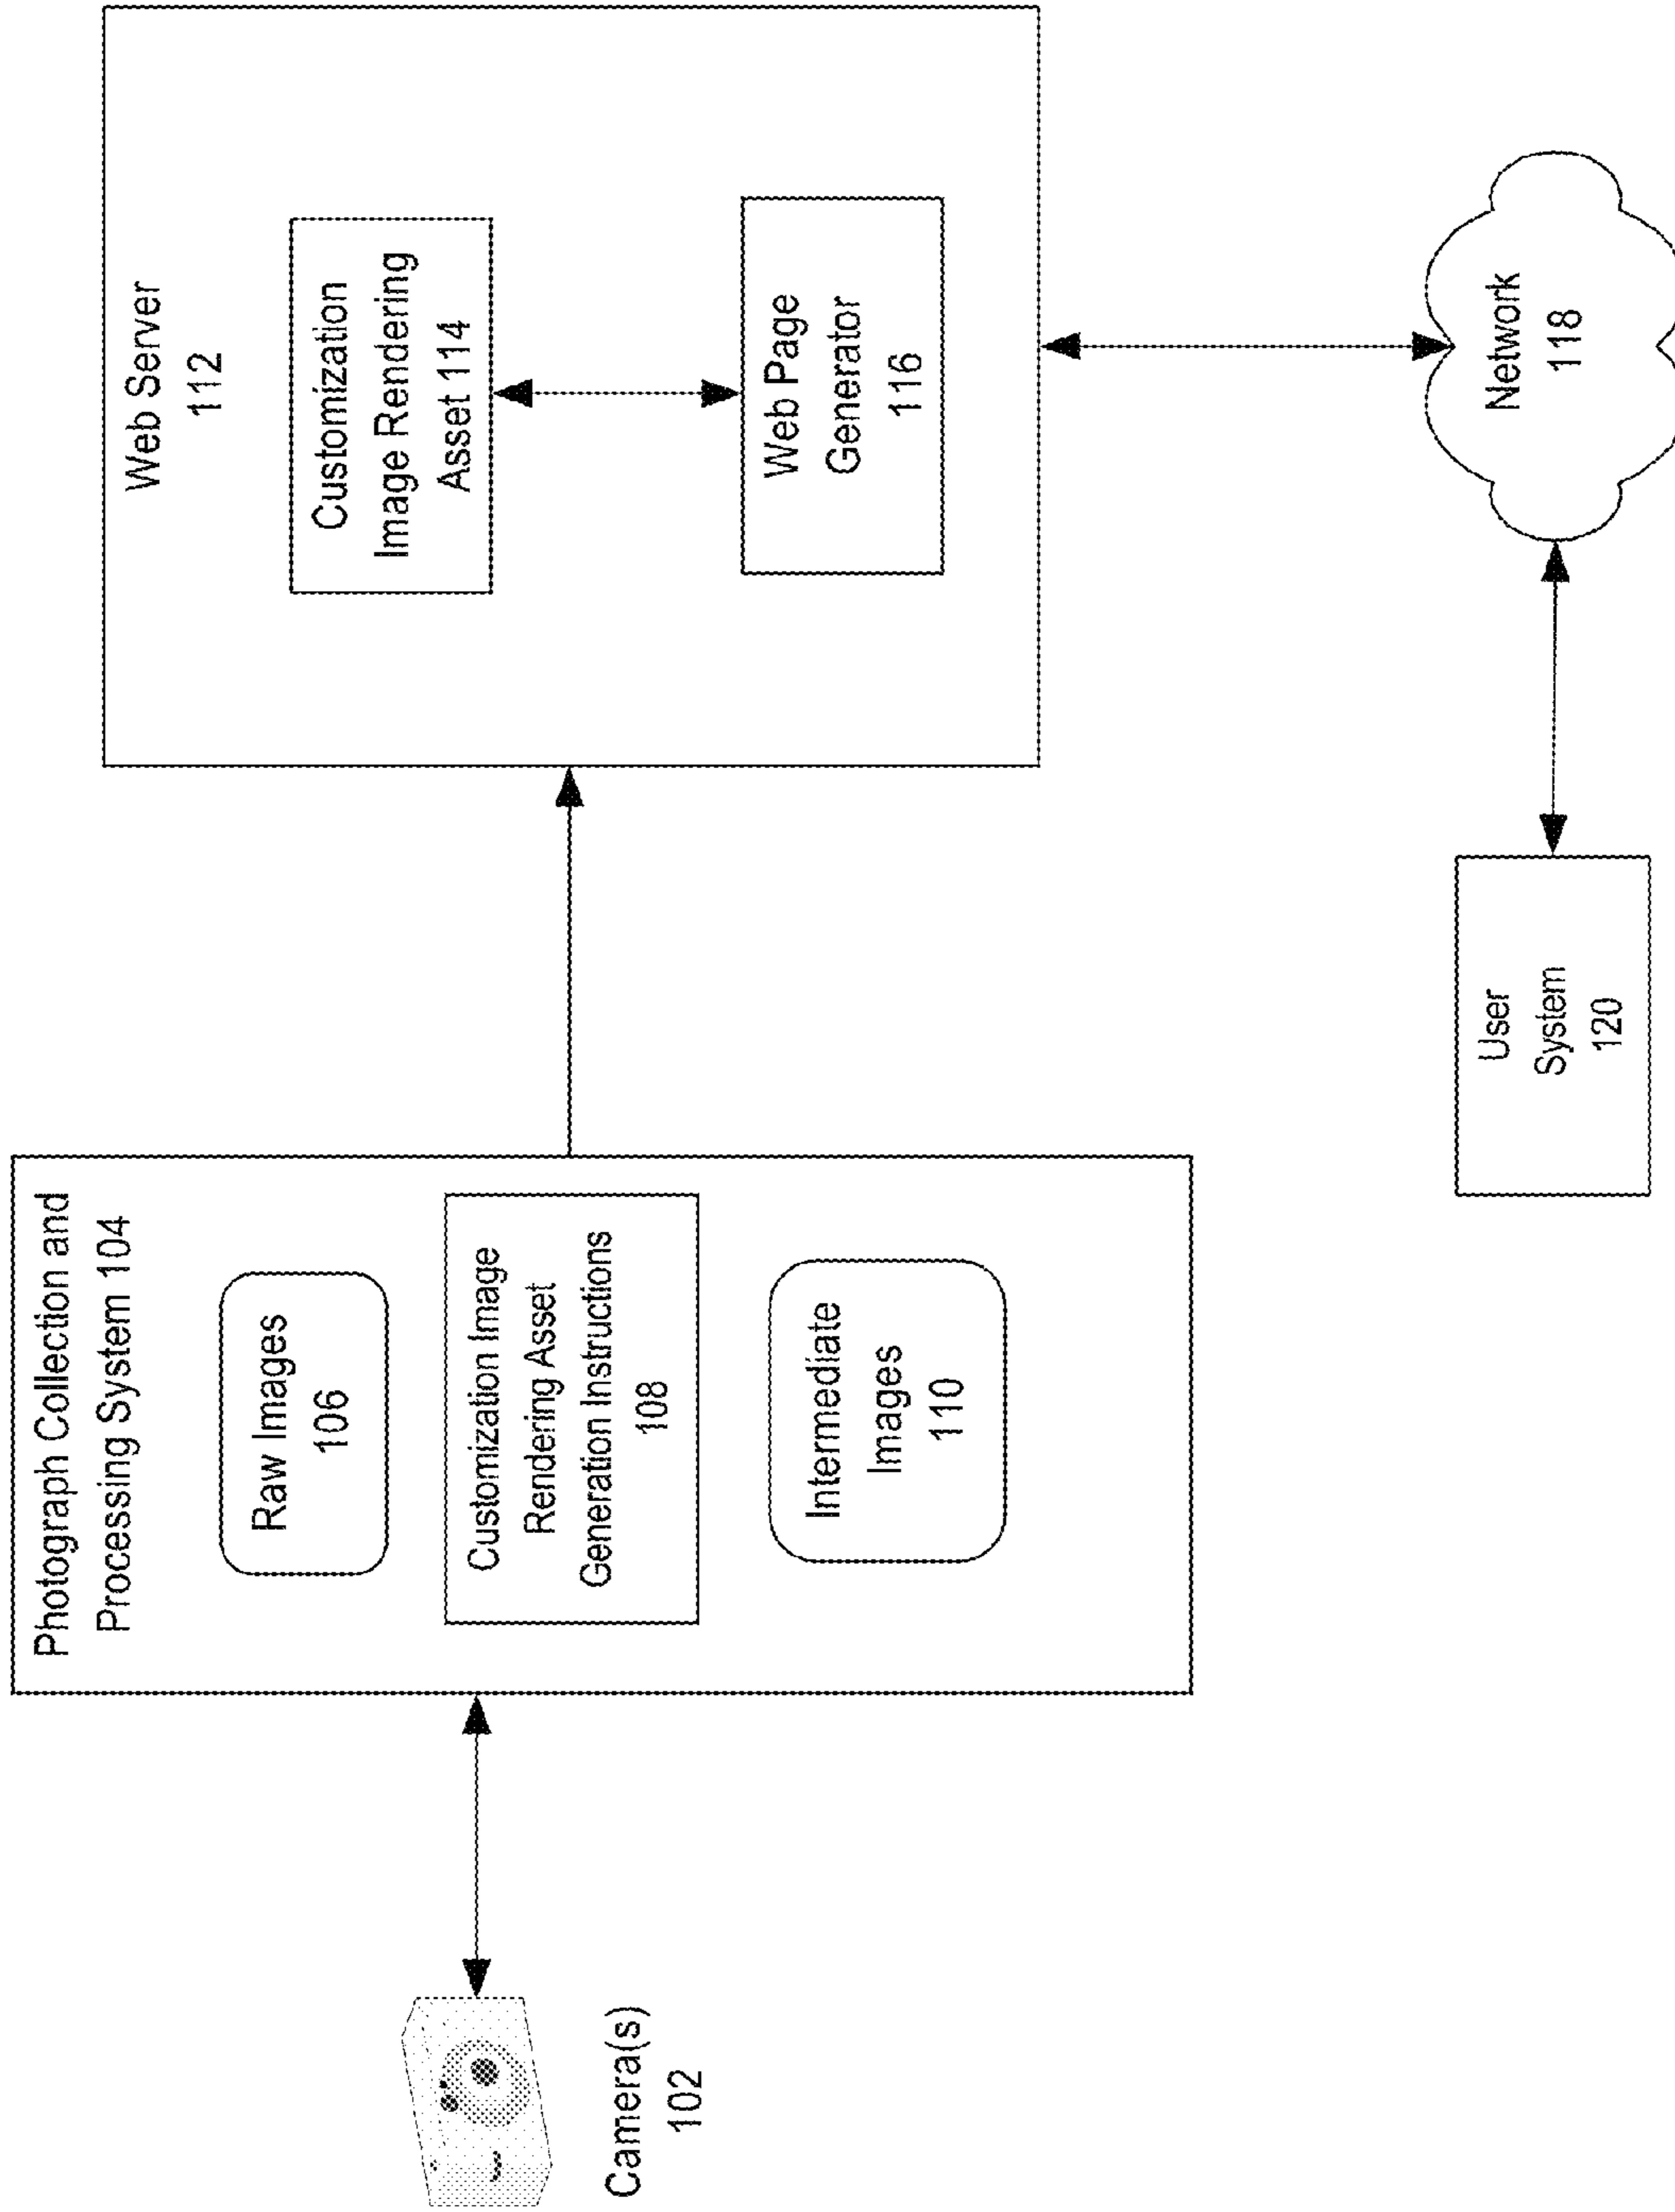 Camera(s)
102
Photograph Collection and
Processing System 104
Raw Images
106
Customization Image
Rendering Asset
Generation Instructions
108
Intermediate
Images
110
Web Server
112
Customization
Image Rendering
Asset 114
Web Page
Generator
116
User
System
120
Network
118